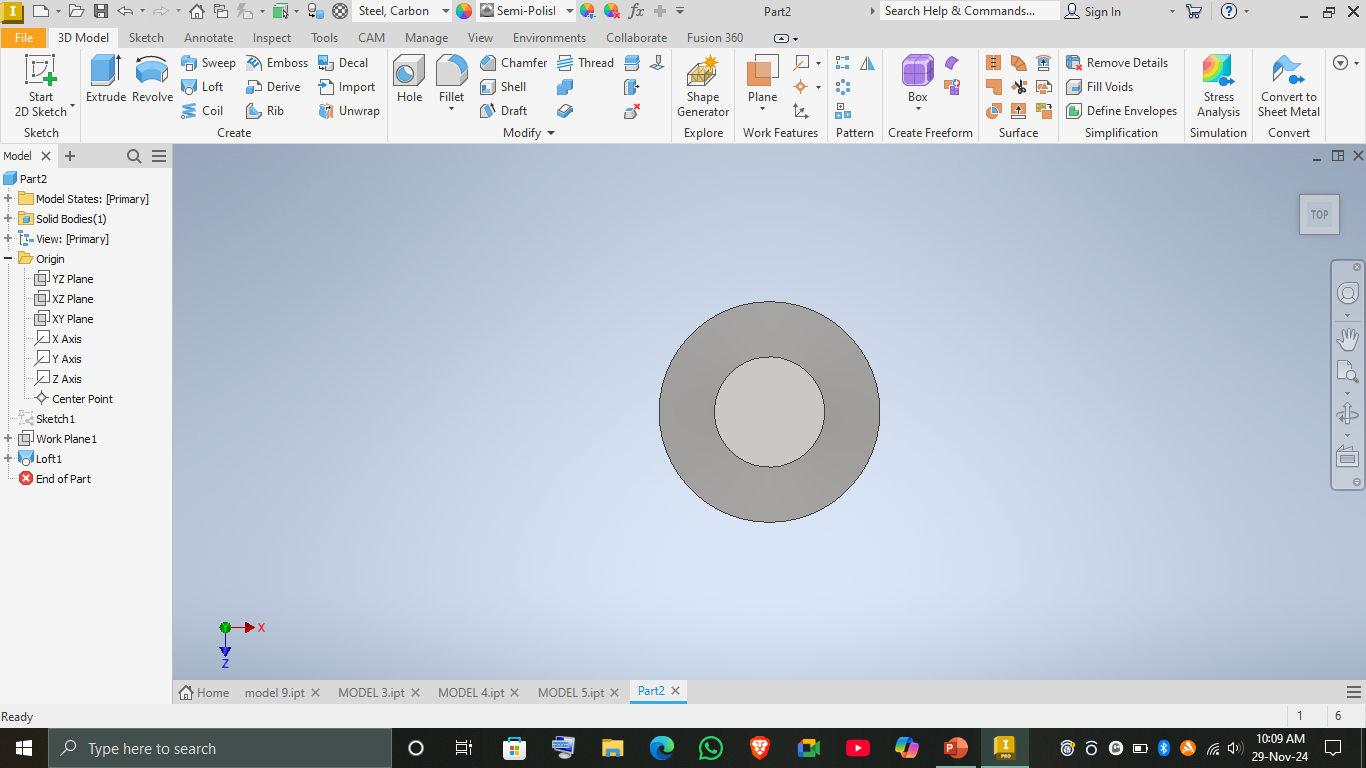 Steel, Carbon
Semi-Polisl
Part2
Search Help & Commands...
Sign In
File
3D Model
Sketch
Annotate
Inspect
Tools
CAM
Manage
View
Environments
Collaborate
Fusion 360
Start
2D Sketch
Sketch
Extrude
Revolve
Sweep
Loft
Coil
Emboss
Derive
Rib
Decal
Import
Unwrap
Create
Hole
Fillet
Chamfer
Shell
Draft
Thread
Modify
Shape
Generator
Explore
Plane
Work Features
Pattern
Box
Create Freeform
Surface
Remove Details
Fill Voids
Define Envelopes
Simplification
Stress
Analysis
Simulation
Convert to
Sheet Metal
Convert
Model
Part2
Model States: [Primary]
Solid Bodies(1)
View: [Primary]
Origin
YZ Plane
XZ Plane
XY Plane
X Axis
Y Axis
Z Axis
Center Point
Sketch1
Work Plane1
Loft1
End of Part
TOP
X
Z
Home
model 9.ipt
MODEL 3.ipt
MODEL 4.ipt
MODEL 5.ipt
Part2
Ready
1
6
Type here to search
10:09 AM
29-Nov-24